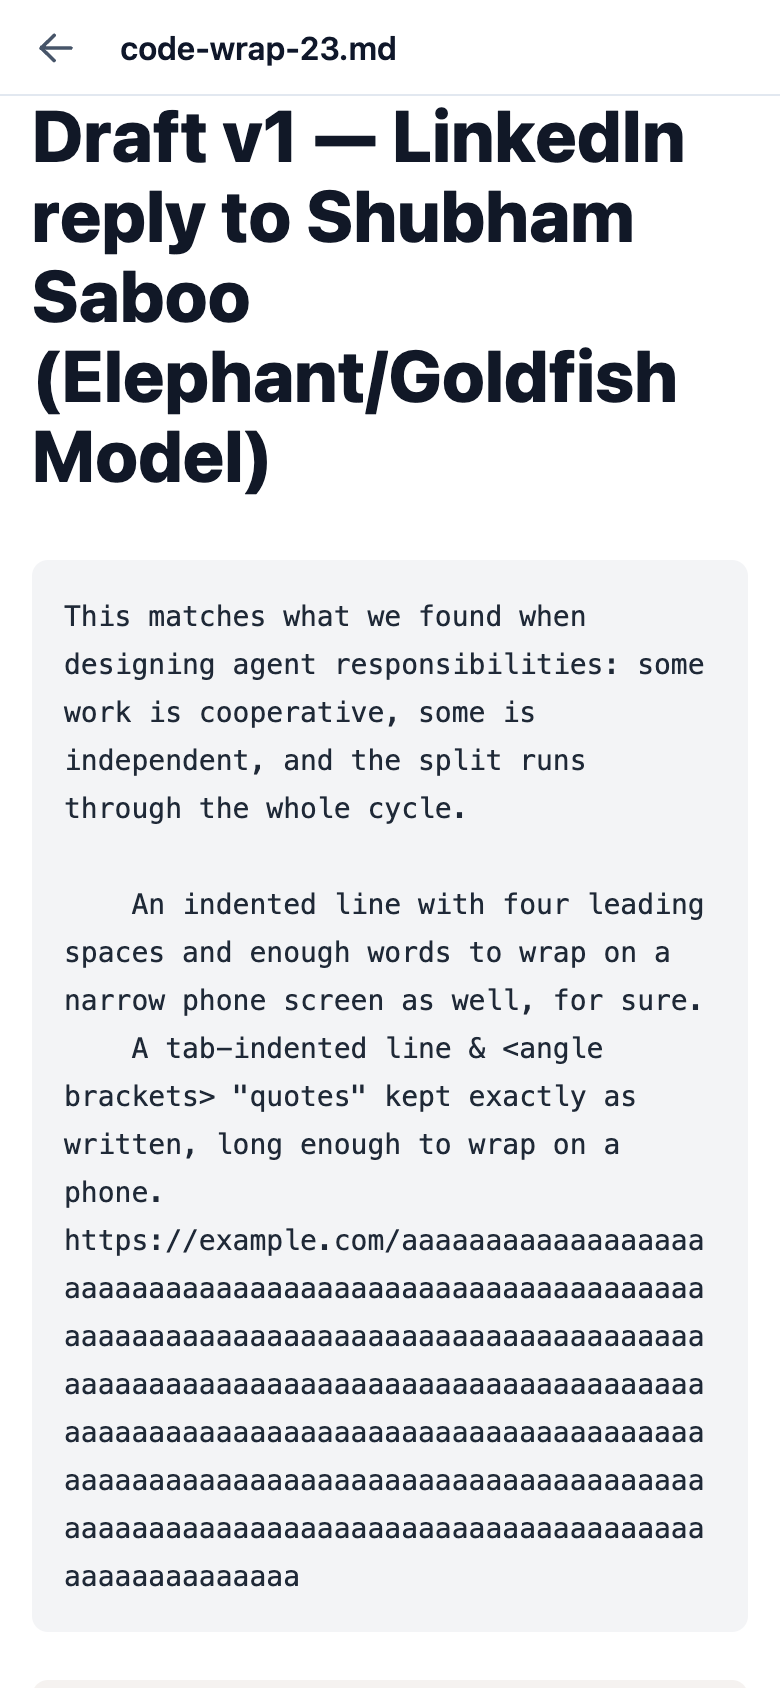 code-wrap-23.md
Draft v1 — LinkedIn
reply to Shubham
Saboo
(Elephant/Goldfish
Model)
This matches what we found when
designing agent responsibilities: some
work is cooperative, some is
independent, and the split runs
through the whole cycle.
    An indented line with four leading
spaces and enough words to wrap on a
narrow phone screen as well, for sure.
    A tab-indented line & <angle
brackets> "quotes" kept exactly as
written, long enough to wrap on a
phone.
https://example.com/aaaaaaaaaaaaaaaaaa
aaaaaaaaaaaaaaaaaaaaaaaaaaaaaaaaaaaaaa
aaaaaaaaaaaaaaaaaaaaaaaaaaaaaaaaaaaaaa
aaaaaaaaaaaaaaaaaaaaaaaaaaaaaaaaaaaaaa
aaaaaaaaaaaaaaaaaaaaaaaaaaaaaaaaaaaaaa
aaaaaaaaaaaaaaaaaaaaaaaaaaaaaaaaaaaaaa
aaaaaaaaaaaaaaaaaaaaaaaaaaaaaaaaaaaaaa
aaaaaaaaaaaaaa